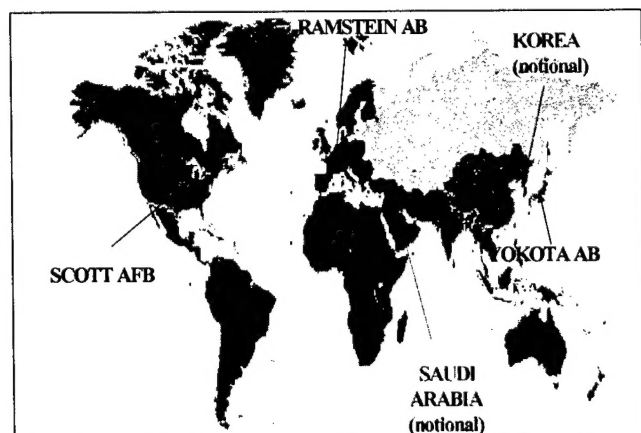 RAMSTEIN AB
KOREA
(notional)
SCOTT AFB
YOKOTA AB
SAUDI
ARABIA
(notional)